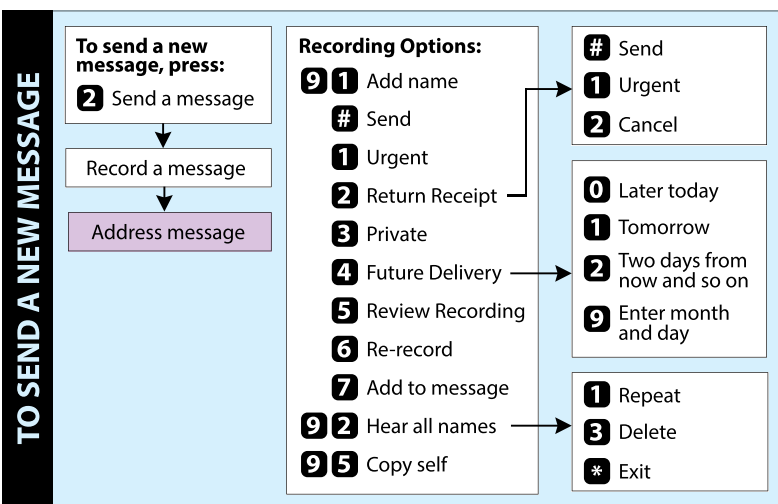 TO SEND A NEW MESSAGE
To send a new
message, press:
2 Send a message
Record a message
Address message
Recording Options:
9 1 Add name
# Send
1 Urgent
2 Return Receipt
3 Private
4 Future Delivery
5 Review Recording
6 Re-record
7 Add to message
9 2 Hear all names
9 5 Copy self
# Send
1 Urgent
2 Cancel
0 Later today
1 Tomorrow
2 Two days from
now and so on
9 Enter month
and day
1 Repeat
3 Delete
* Exit